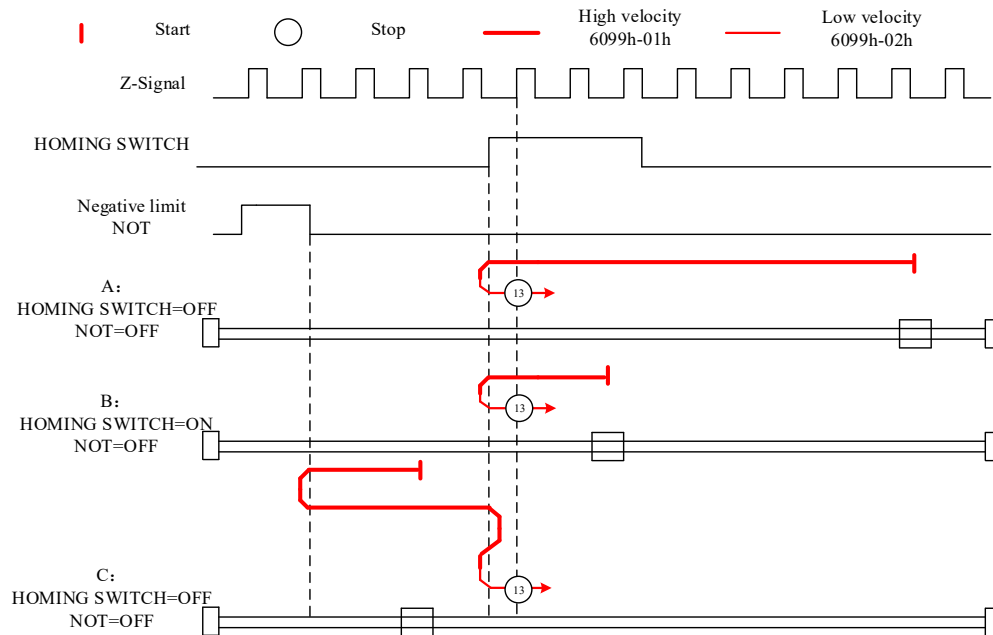 Start
Stop
High velocity
6099h-01h
Low velocity
6099h-02h
Z-Signal
HOMING SWITCH
Negative limit
NOT
A：
HOMING SWITCH=OFF
NOT=OFF
13
B：
HOMING SWITCH=ON
NOT=OFF
13
C：
HOMING SWITCH=OFF
NOT=OFF
13